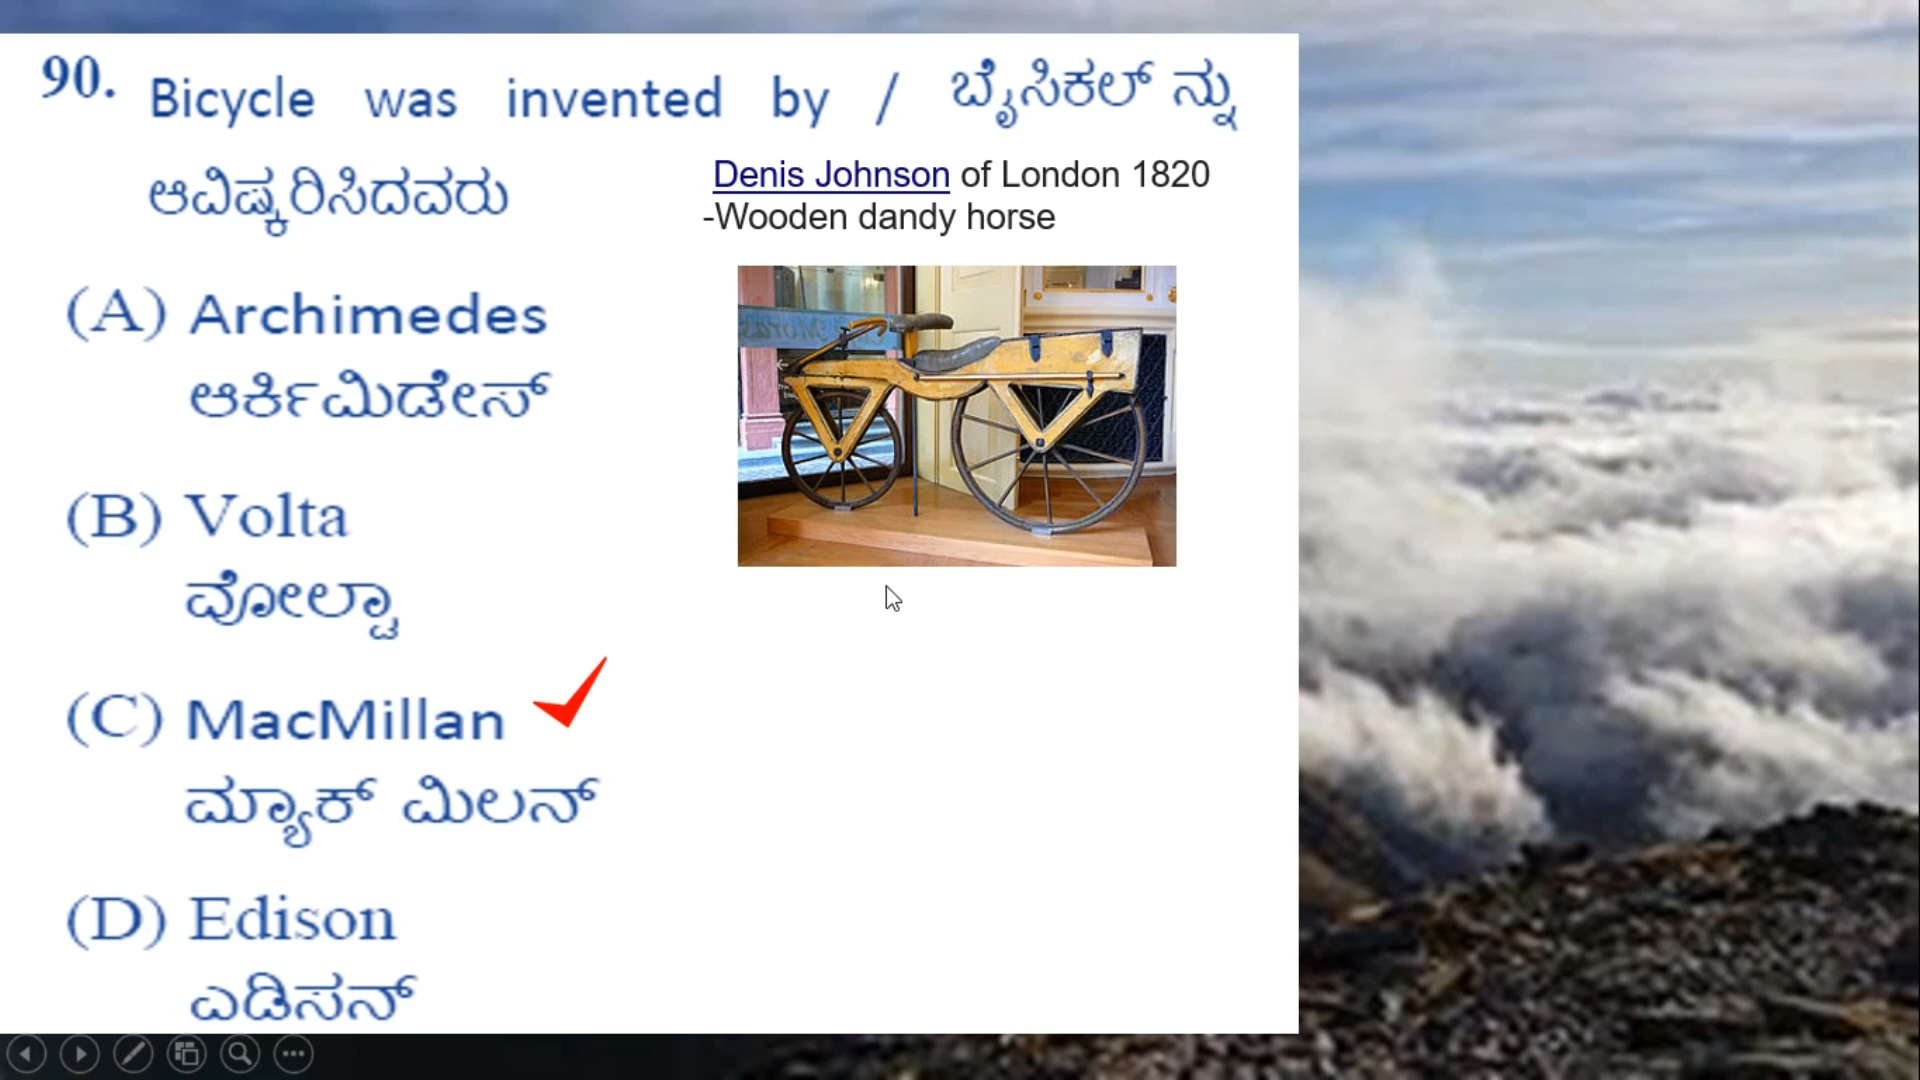 90. Bicycle was invented by / ಬೈಸಿಕಲ್ ನ್ನು
ಆವಿಷ್ಕರಿಸಿದವರು
Denis Johnson of London 1820
-Wooden dandy horse
(A) Archimedes
ಆರ್ಕಿಮಿಡೇಸ್
(B) Volta
ವೋಲ್ಟಾ
(C) MacMillan
ಮ್ಯಾಕ್ ಮಿಲನ್
(D) Edison
ಎಡಿಸನ್